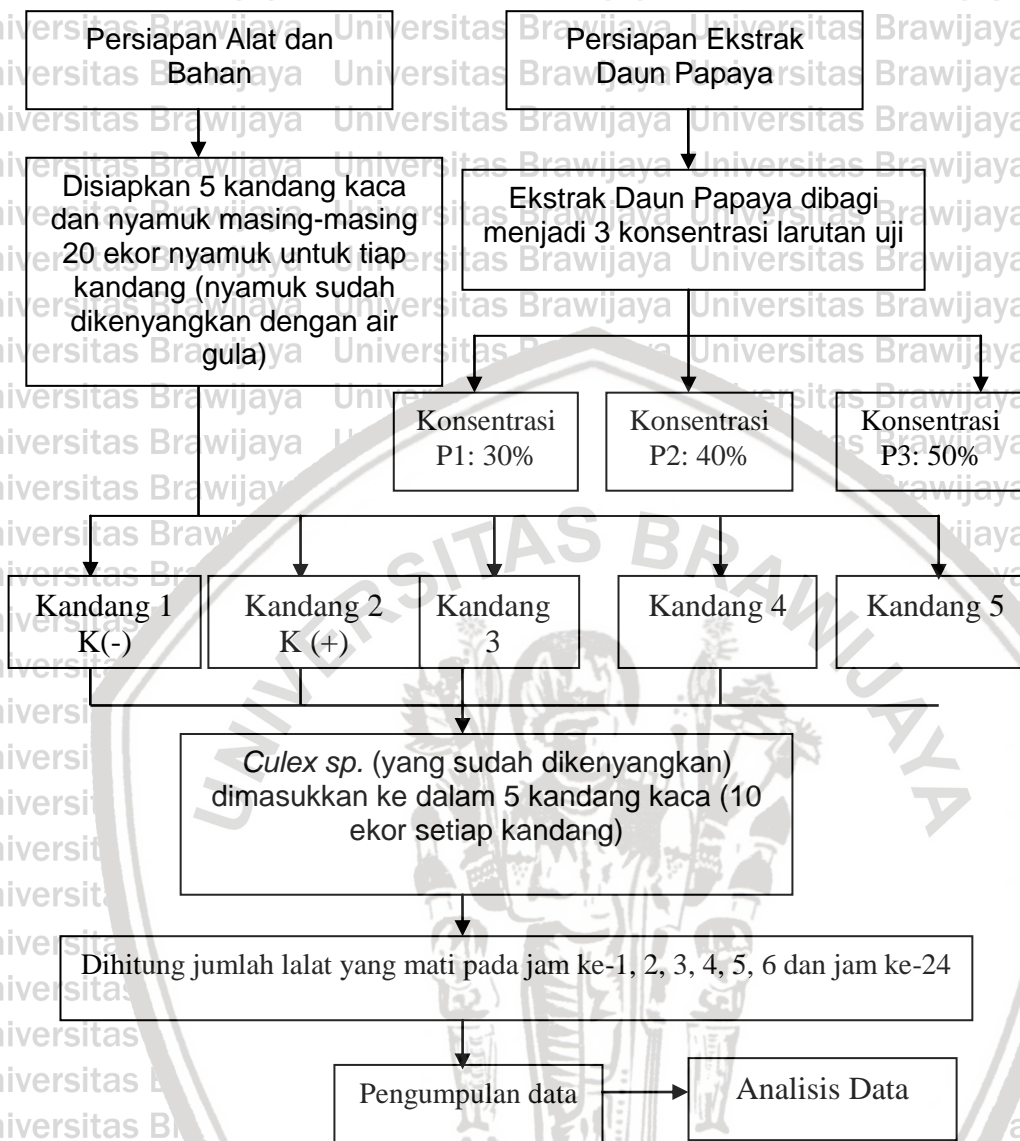 Persiapan Alat dan
Bahan
Persiapan Ekstrak
Daun Papaya
Disiapkan 5 kandang kaca
dan nyamuk masing-masing
20 ekor nyamuk untuk tiap
kandang (nyamuk sudah
dikenyangkan dengan air
gula)
Ekstrak Daun Papaya dibagi
menjadi 3 konsentrasi larutan uji
Konsentrasi
P1: 30%
Konsentrasi
P2: 40%
Konsentrasi
P3: 50%
Kandang 1
K(-)
Kandang 2
K (+)
Kandang
3
Kandang 4
Kandang 5
Culex sp. (yang sudah dikenyangkan)
dimasukkan ke dalam 5 kandang kaca (10
ekor setiap kandang)
Dihitung jumlah lalat yang mati pada jam ke-1, 2, 3, 4, 5, 6 dan jam ke-24
Pengumpulan data
Analisis Data
UNIVERSITAS BRAWIJAYA